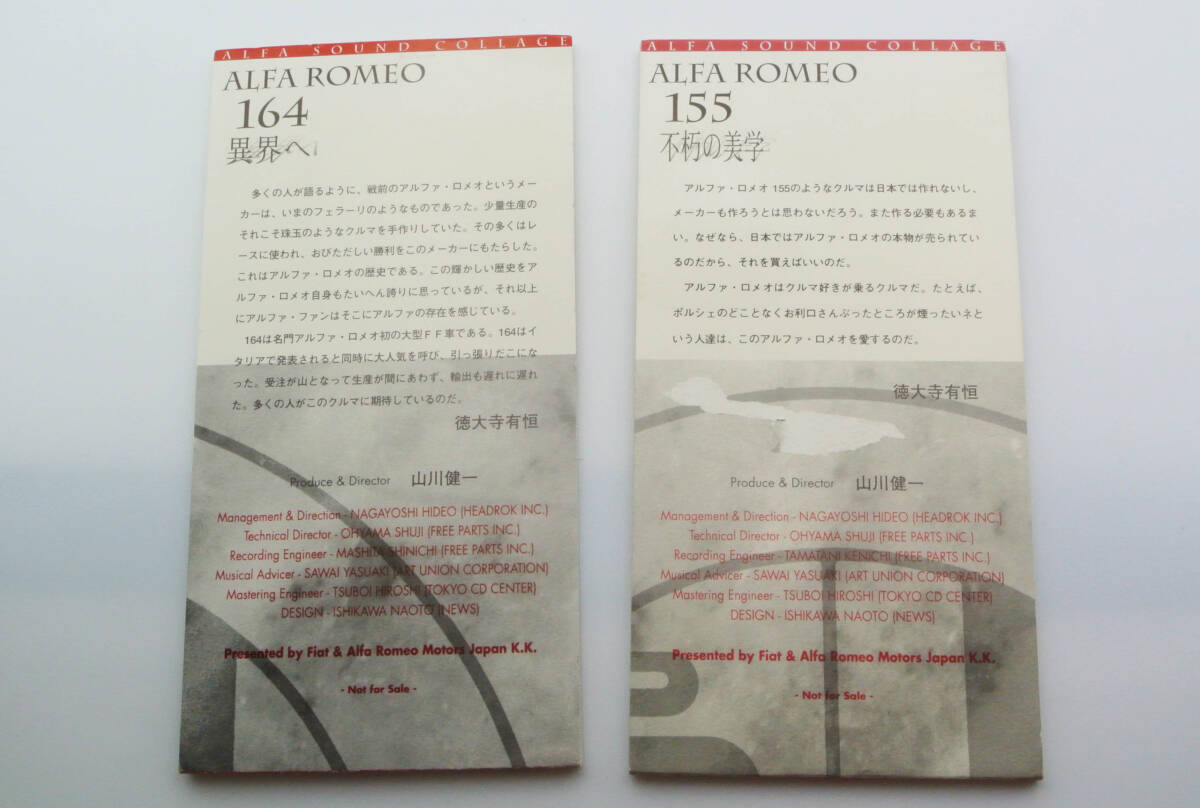 ALFA SOUND COLLAGE
ALFA ROMEO
164
異界へ
多くの人が語るように、戦前のアルファ・ロメオというメー
カーは、いまのフェラーリのようなものであった。少量生産の
それこそ珠玉のようなクルマを手作りしていた。その多くはレ
ースに使われ、おびただしい勝利をこのメーカーにもたらした。
これはアルファ・ロメオの歴史である。この輝かしい歴史をア
ルファ・ロメオ自身もたいへん誇りに思っているが、それ以上
にアルファ・ファンはそこにアルファの存在を感じている。
164は名門アルファ・ロメオ初の大型ＦＦ車である。164はイ
タリアで発表されると同時に大人気を呼び、引っ張りだこにな
った。受注が山となって生産が間にあわず、輸出も遅れに遅れ
た。多くの人がこのクルマに期待しているのだ。
徳大寺有恒
Produce & Director 山川健一
Management & Direction - NAGAYOSHI HIDEO (HEADROK INC.)
Technical Director - OHYAMA SHUJI (FREE PARTS INC.)
Recording Engineer - MASHITA SHINICHI (FREE PARTS INC.)
Musical Advicer - SAWAI YASUAKI (ART UNION CORPORATION)
Mastering Engineer - TSUBOI HIROSHI (TOKYO CD CENTER)
DESIGN - ISHIKAWA NAOTO (NEWS)
Presented by Fiat & Alfa Romeo Motors Japan K.K.
- Not for Sale -
ALFA SOUND COLLAGE
ALFA ROMEO
155
不朽の美学
アルファ・ロメオ 155のようなクルマは日本では作れないし、
メーカーも作ろうとは思わないだろう。また作る必要もあるま
い。なぜなら、日本ではアルファ・ロメオの本物が売られてい
るのだから、それを買えばいいのだ。
アルファ・ロメオはクルマ好きが乗るクルマだ。たとえば、
ポルシェのどことなくお利口さんぶったところが煙ったいネと
いう人達は、このアルファ・ロメオを愛するのだ。
徳大寺有恒
Produce & Director 山川健一
Management & Direction - NAGAYOSHI HIDEO (HEADROK INC.)
Technical Director - OHYAMA SHUJI (FREE PARTS INC.)
Recording Engineer - TAMATANI KENICHI (FREE PARTS INC.)
Musical Advicer - SAWAI YASUAKI (ART UNION CORPORATION)
Mastering Engineer - TSUBOI HIROSHI (TOKYO CD CENTER)
DESIGN - ISHIKAWA NAOTO (NEWS)
Presented by Fiat & Alfa Romeo Motors Japan K.K.
- Not for Sale -